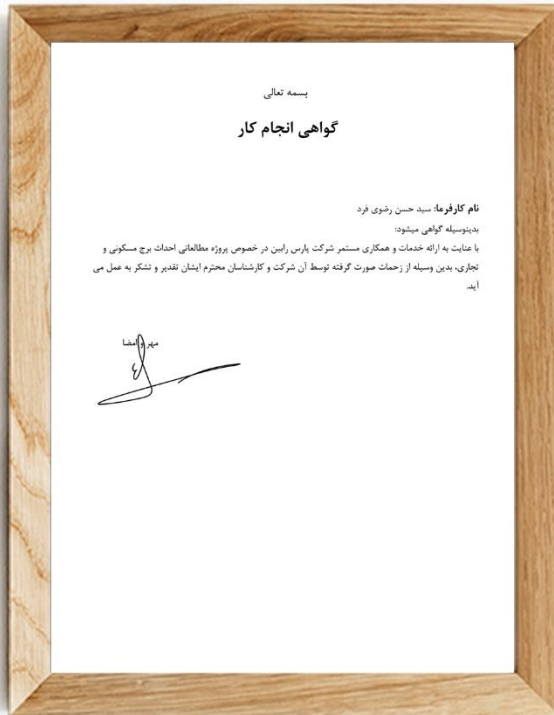 بسمه تعالی
گواهی انجام کار
نام کارفرما: سید حسن رضوی فرد
بدینوسیله گواهی میشود:
با عنایت به ارائه خدمات و همکاری مستمر شرکت پارس رابین در خصوص پروژه مطالعاتی احداث برج مسکونی و
تجاری، بدین وسیله از زحمات صورت گرفته توسط آن شرکت و کارشناسان محترم ایشان تقدیر و تشکر به عمل می
آید.
مهر و امضا